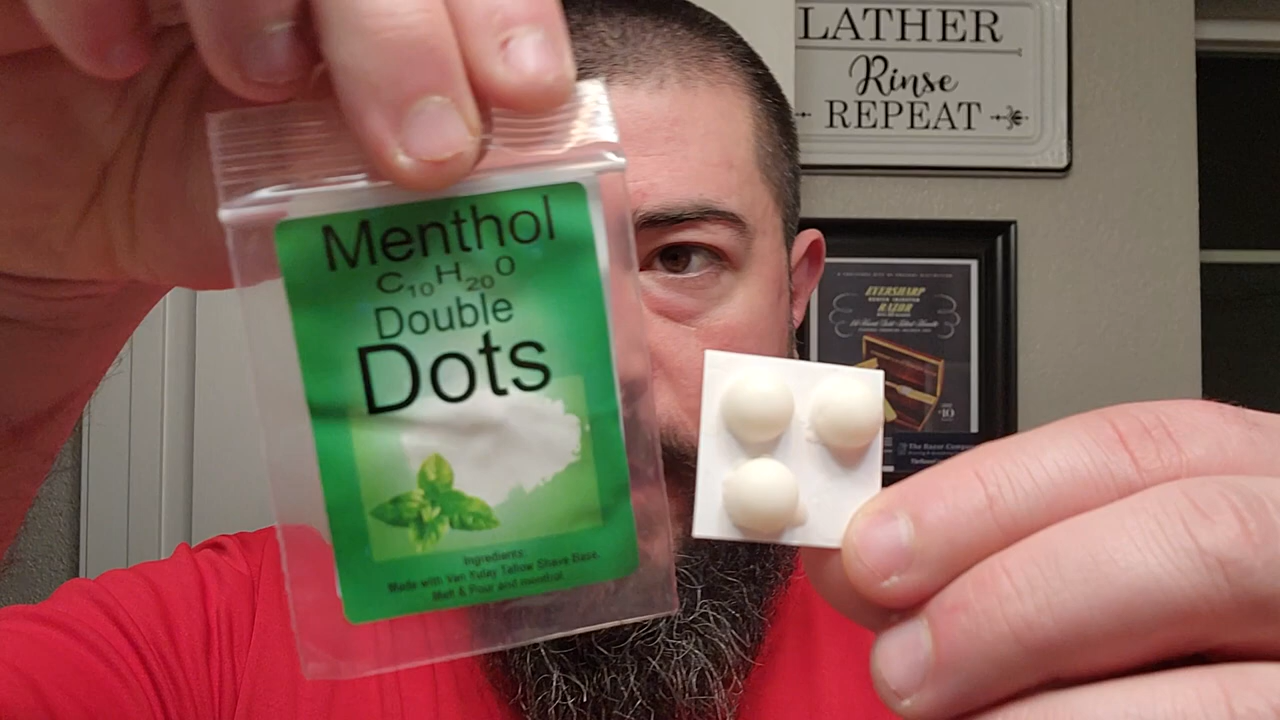 Menthol
C10H20O
Double
Dots
Ingredients:
Made with Van Yulay Tallow Shave Base,
Melt & Pour and menthol
LATHER
Rinse
REPEAT
EVERSHARP
RAZOR
$10
The Razor Company